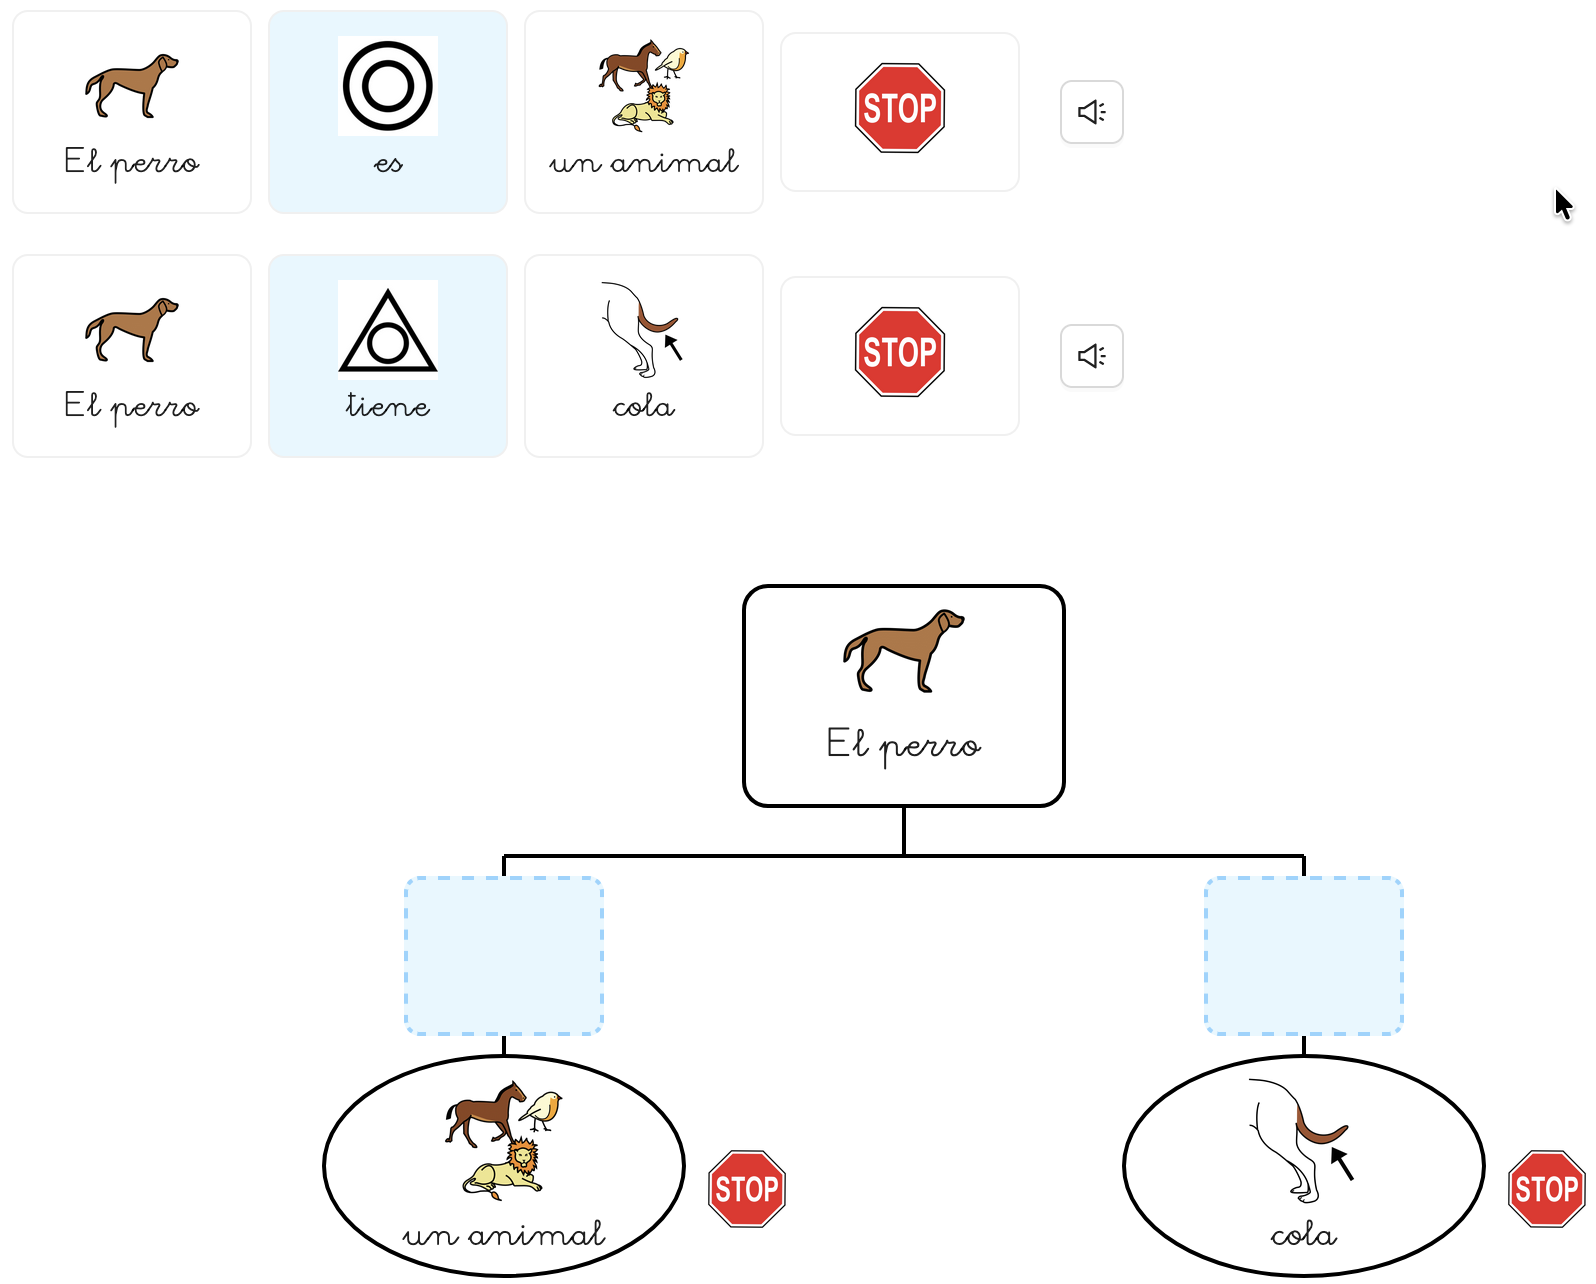 El perro es un animal STOP
El perro tiene cola STOP
El perro
un animal STOP cola STOP